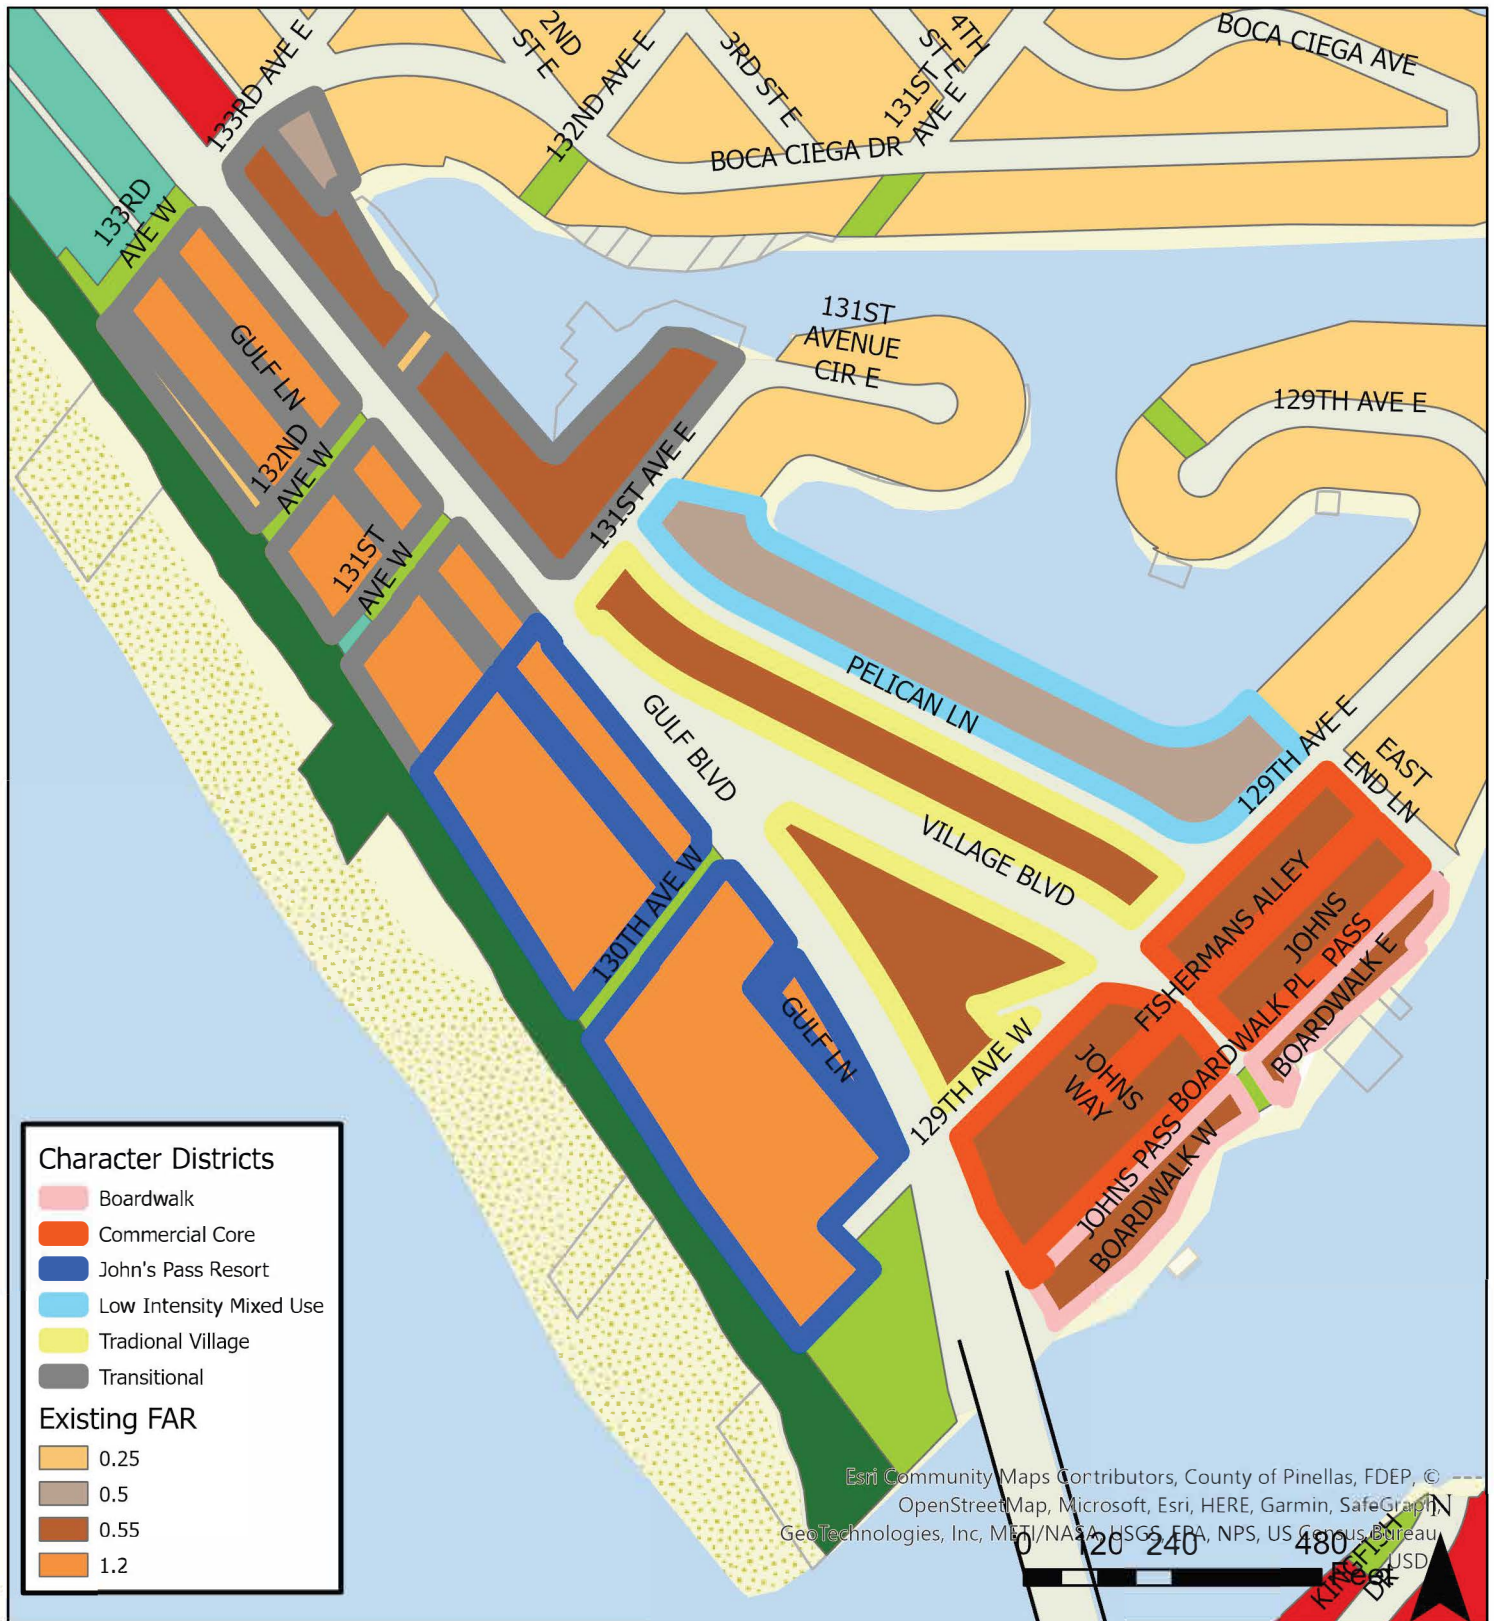 133RD AVE E
2ND
ST E
132ND AVE E
3RD ST E
4TH
ST E
131ST
AVE E
BOCA CIEGA AVE
BOCA CIEGA DR
133RD
AVE W
GULF LN
132ND
AVE W
131ST
AVE W
131ST
AVENUE
CIR E
131ST AVE E
129TH AVE E
PELICAN LN
GULF BLVD
VILLAGE BLVD
129TH AVE E
EAST
END LN
130TH AVE W
GULF LN
129TH AVE W
FISHERMANS ALLEY
JOHNS
PASS
JOHNS
WAY
JOHNS PASS BOARDWALK PL
BOARDWALK E
BOARDWALK W
Character Districts
Boardwalk
Commercial Core
John's Pass Resort
Low Intensity Mixed Use
Tradional Village
Transitional
Existing FAR
0.25
0.5
0.55
1.2
Esri Community Maps Contributors, County of Pinellas, FDEP, ©
OpenStreetMap, Microsoft, Esri, HERE, Garmin, SafeGraph,
GeoTechnologies, Inc, METI/NASA, USGS, EPA, NPS, US Census Bureau,
USD
0 120 240 480
Feet
KINGFISH
DR
N